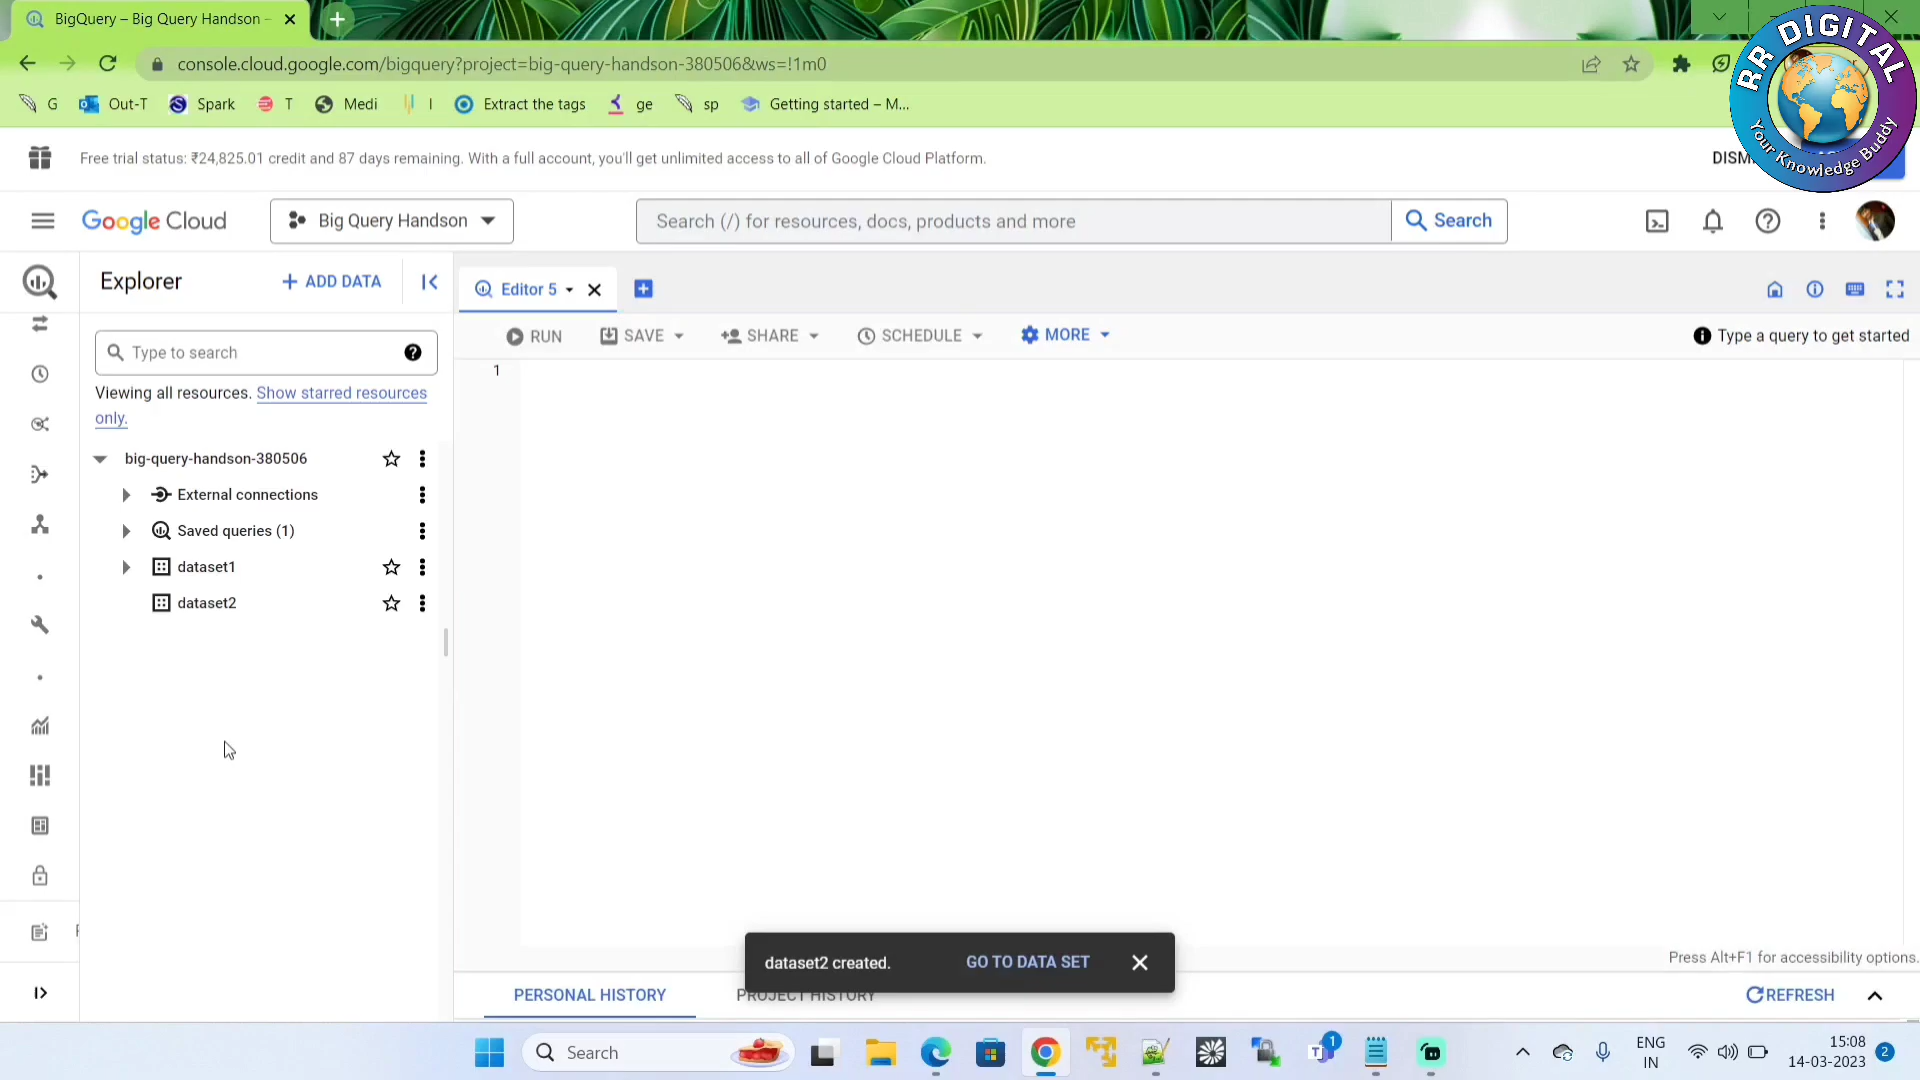 BigQuery – Big Query Handson -
console.cloud.google.com/bigquery?project=big-query-handson-380506&ws=!1m0
G Out-T Spark T Medi I Extract the tags ge sp Getting started – M...
RR DIGITAL
Your Knowledge Buddy
Free trial status: ₹24,825.01 credit and 87 days remaining. With a full account, you'll get unlimited access to all of Google Cloud Platform.
Google Cloud Big Query Handson Search (/) for resources, docs, products and more Search
Explorer + ADD DATA Editor 5
RUN SAVE SHARE SCHEDULE MORE Type a query to get started
Type to search
1
Viewing all resources. Show starred resources
only.
big-query-handson-380506
External connections
Saved queries (1)
dataset1
dataset2
dataset2 created. GO TO DATA SET
Press Alt+F1 for accessibility options.
PERSONAL HISTORY PROJECT HISTORY REFRESH
Search
1
ENG
IN
15:08
14-03-2023
2